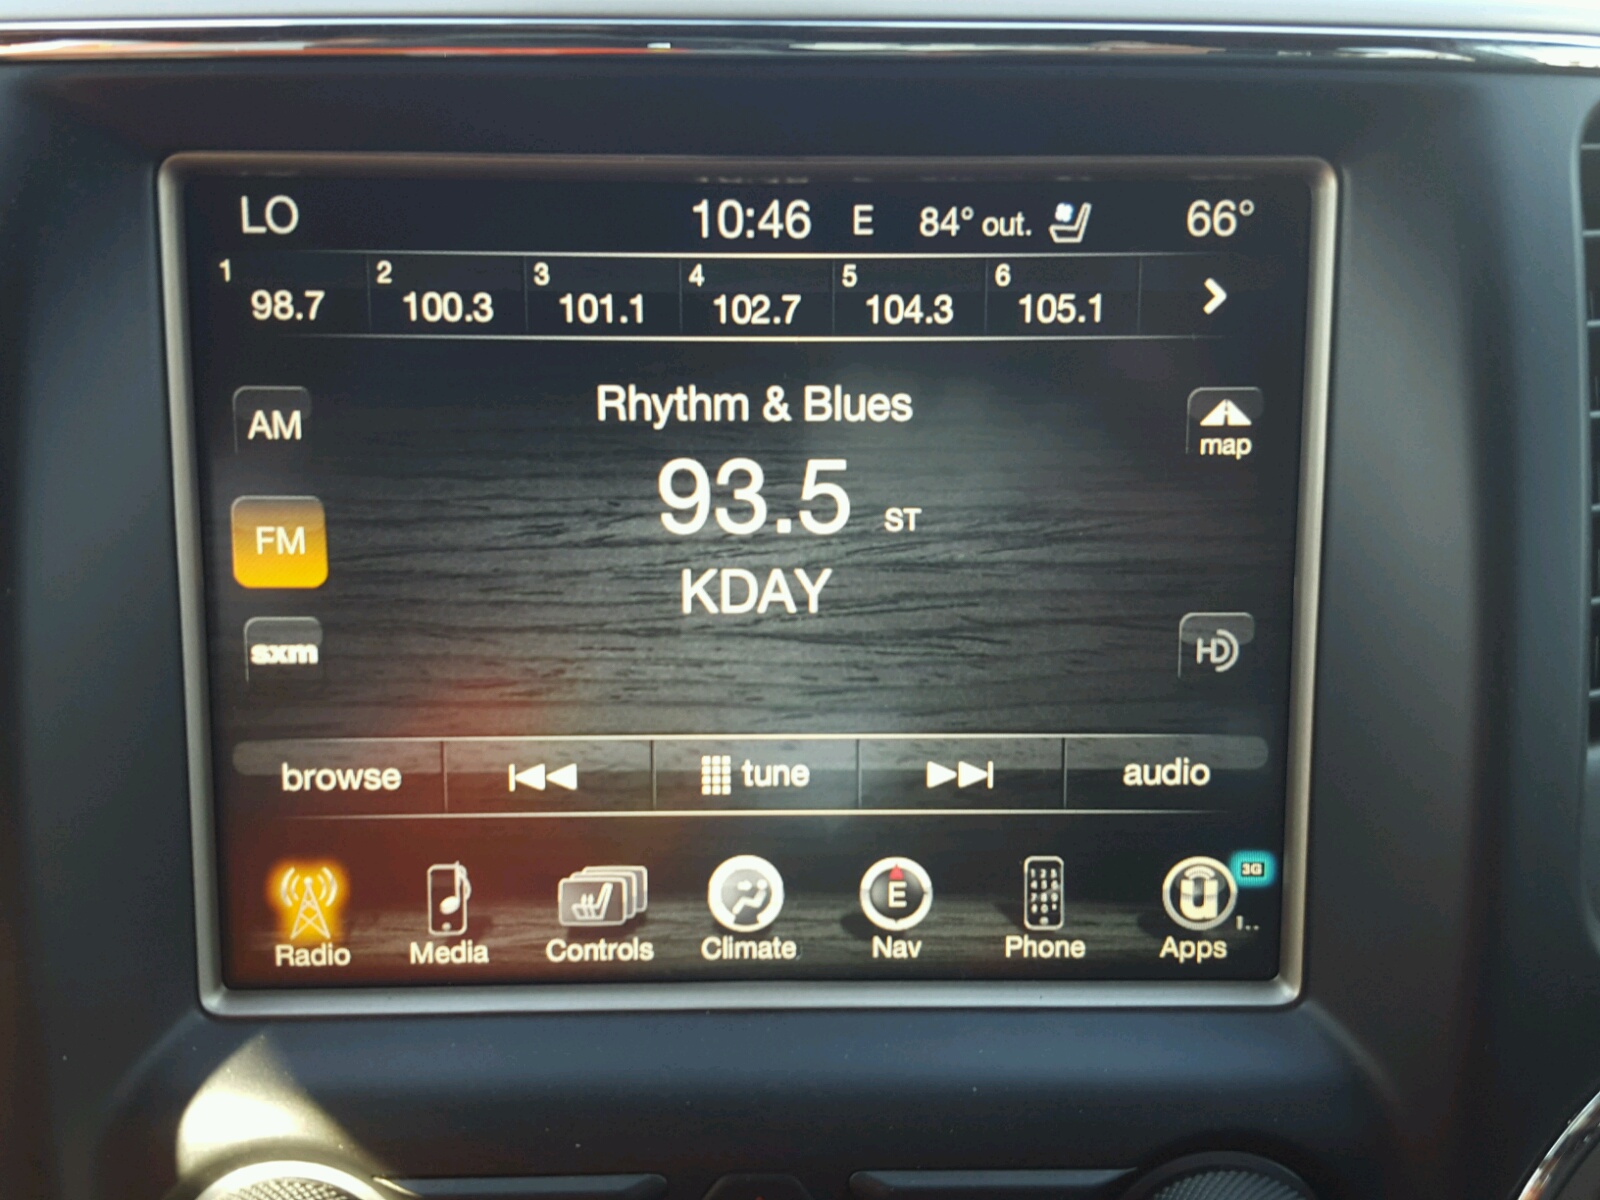 LO 10:46 E 84° out. 66°
1 98.7 2 100.3 3 101.1 4 102.7 5 104.3 6 105.1
Rhythm & Blues
AM
map
93.5 ST
FM
KDAY
sxm
HD
browse tune audio
3G
E
1..
Radio Media Controls Climate Nav Phone Apps